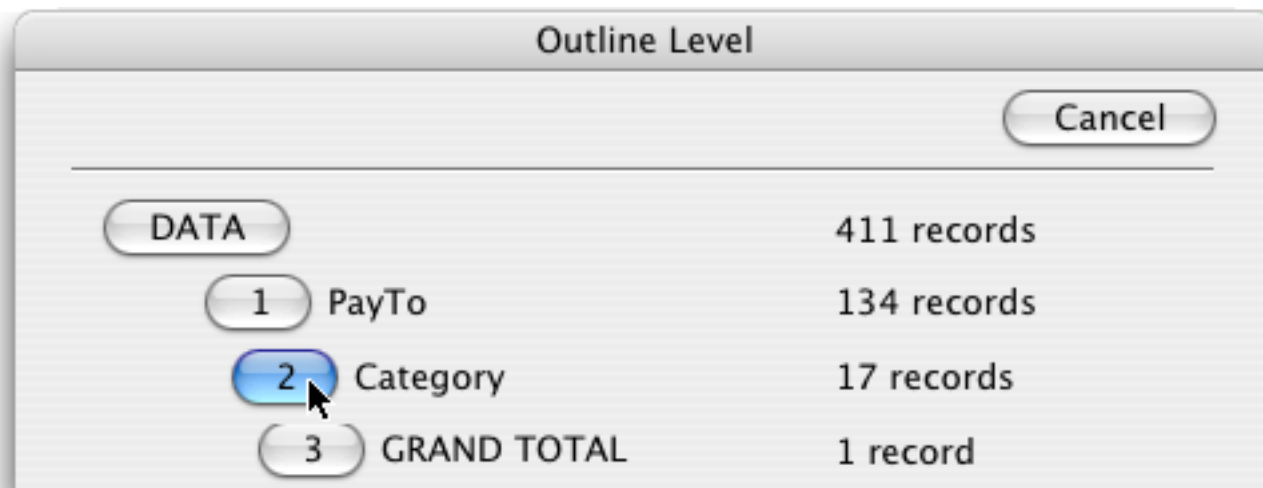 Outline Level
Cancel
DATA 411 records
1 PayTo 134 records
2 Category 17 records
3 GRAND TOTAL 1 record